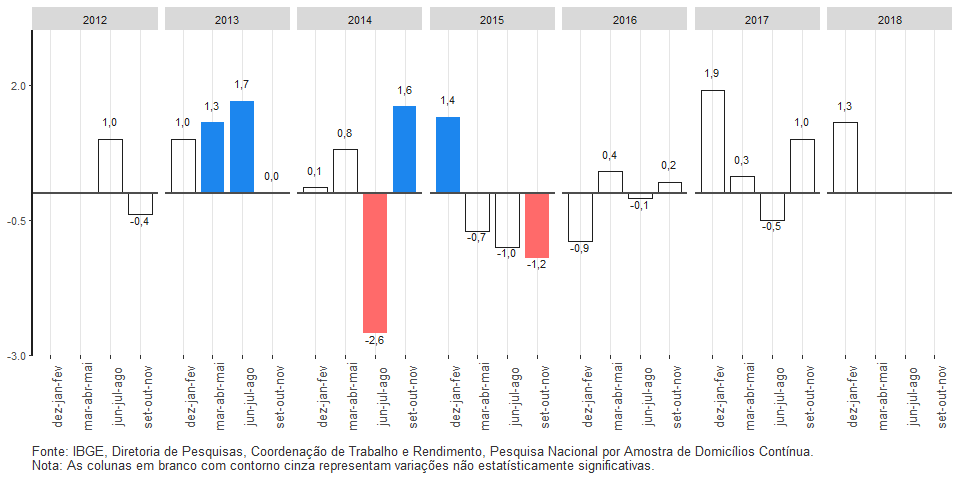 2012 2013 2014 2015 2016 2017 2018
2.0
-0.5
-3.0
1,0 -0,4
1,0 1,3 1,7 0,0
0,1 0,8 -2,6 1,6
1,4 -0,7 -1,0 -1,2
-0,9 0,4 -0,1 0,2
1,9 0,3 -0,5 1,0
1,3
dez-jan-fev mar-abr-mai jun-jul-ago set-out-nov
dez-jan-fev mar-abr-mai jun-jul-ago set-out-nov
dez-jan-fev mar-abr-mai jun-jul-ago set-out-nov
dez-jan-fev mar-abr-mai jun-jul-ago set-out-nov
dez-jan-fev mar-abr-mai jun-jul-ago set-out-nov
dez-jan-fev mar-abr-mai jun-jul-ago set-out-nov
dez-jan-fev mar-abr-mai jun-jul-ago set-out-nov
Fonte: IBGE, Diretoria de Pesquisas, Coordenação de Trabalho e Rendimento, Pesquisa Nacional por Amostra de Domicílios Contínua.
Nota: As colunas em branco com contorno cinza representam variações não estatísticamente significativas.